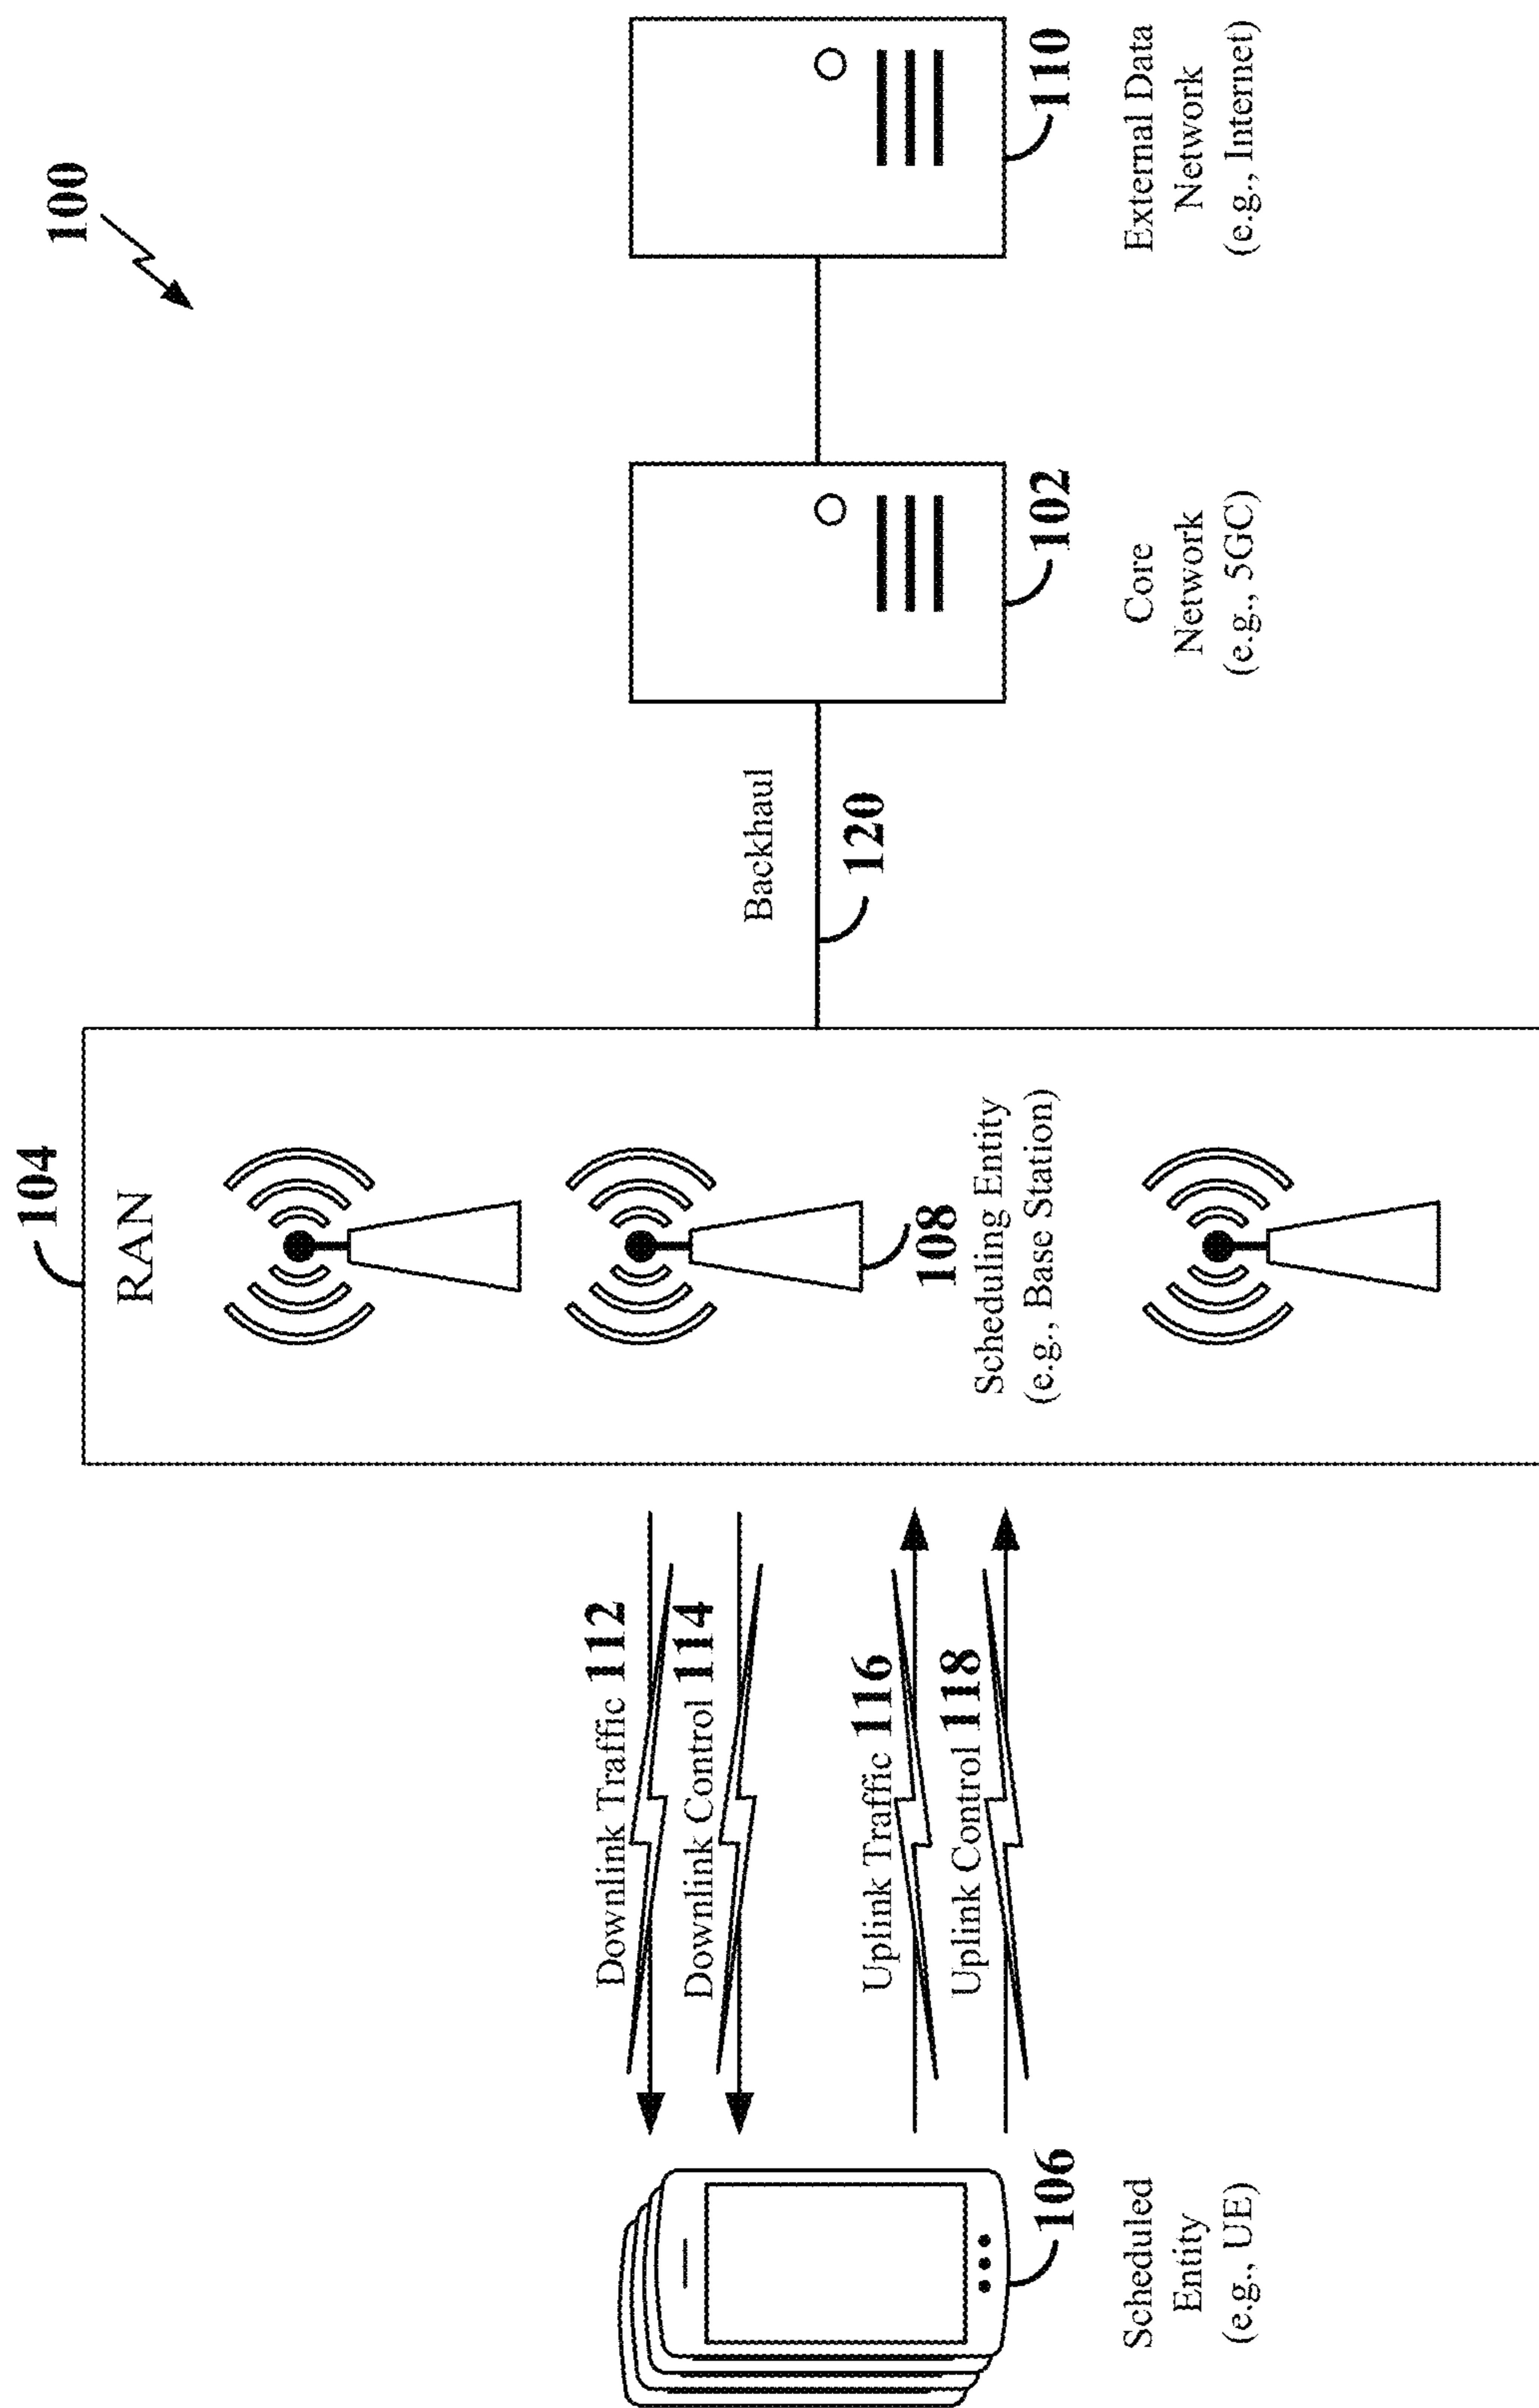 100
104
RAN
108
Scheduling Entity
(e.g., Base Station)
Downlink Traffic 112
Downlink Control 114
Uplink Traffic 116
Uplink Control 118
Backhaul
120
106
Scheduled
Entity
(e.g., UE)
102
Core
Network
(e.g., 5GC)
110
External Data
Network
(e.g., Internet)